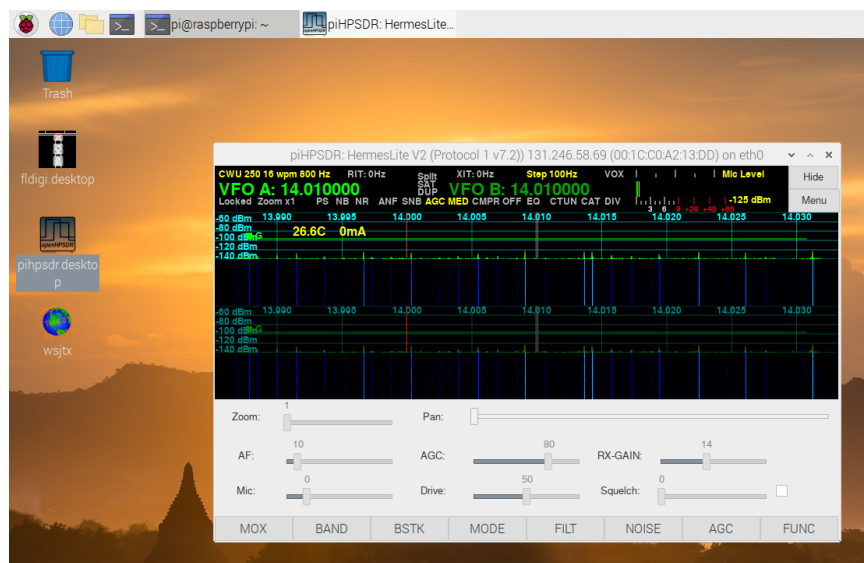 pi@raspberrypi: ~
piHPSDR: HermesLite...
Trash
fldigi.desktop
openHPSDR
pihpsdr.deskto
p
wsjtx
piHPSDR: HermesLite V2 (Protocol 1 v7.2)) 131.246.58.69 (00:1C:C0:A2:13:DD) on eth0
CWU 250 16 wpm 800 Hz RIT: 0Hz Split XIT: 0Hz Step 100Hz VOX Mic Level Hide
SAT
VFO A: 14.010000 DUP VFO B: 14.010000
Locked Zoom x1 PS NB NR ANF SNB AGC MED CMPR OFF EQ CTUN CAT DIV -125 dBm Menu
3 6 9 +20 +40 +60
-60 dBm 13.990 13.995 14.000 14.005 14.010 14.015 14.020 14.025 14.030
-80 dBm
-100 dBm 26.6C 0mA
-120 dBm
-140 dBm
-60 dBm 13.990 13.995 14.000 14.005 14.010 14.015 14.020 14.025 14.030
-80 dBm
-100 dBm
-120 dBm
-140 dBm
Zoom: 1 Pan:
AF: 10 AGC: 80 RX-GAIN: 14
Mic: 0 Drive: 50 Squelch: 0
MOX BAND BSTK MODE FILT NOISE AGC FUNC